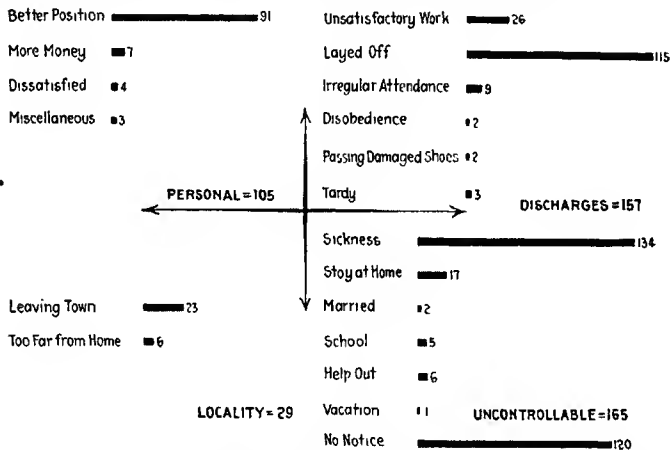 Better Position 91
More Money 7
Dissatisfied 4
Miscellaneous 3
PERSONAL=105
Unsatisfactory Work 26
Layed Off 115
Irregular Attendance 9
Disobedience 2
Passing Damaged Shoes 2
Tardy 3
DISCHARGES=157
Leaving Town 23
Too Far from Home 6
LOCALITY=29
Sickness 134
Stay at Home 17
Married 2
School 5
Help Out 6
Vacation 1
UNCONTROLLABLE=165
No Notice 120